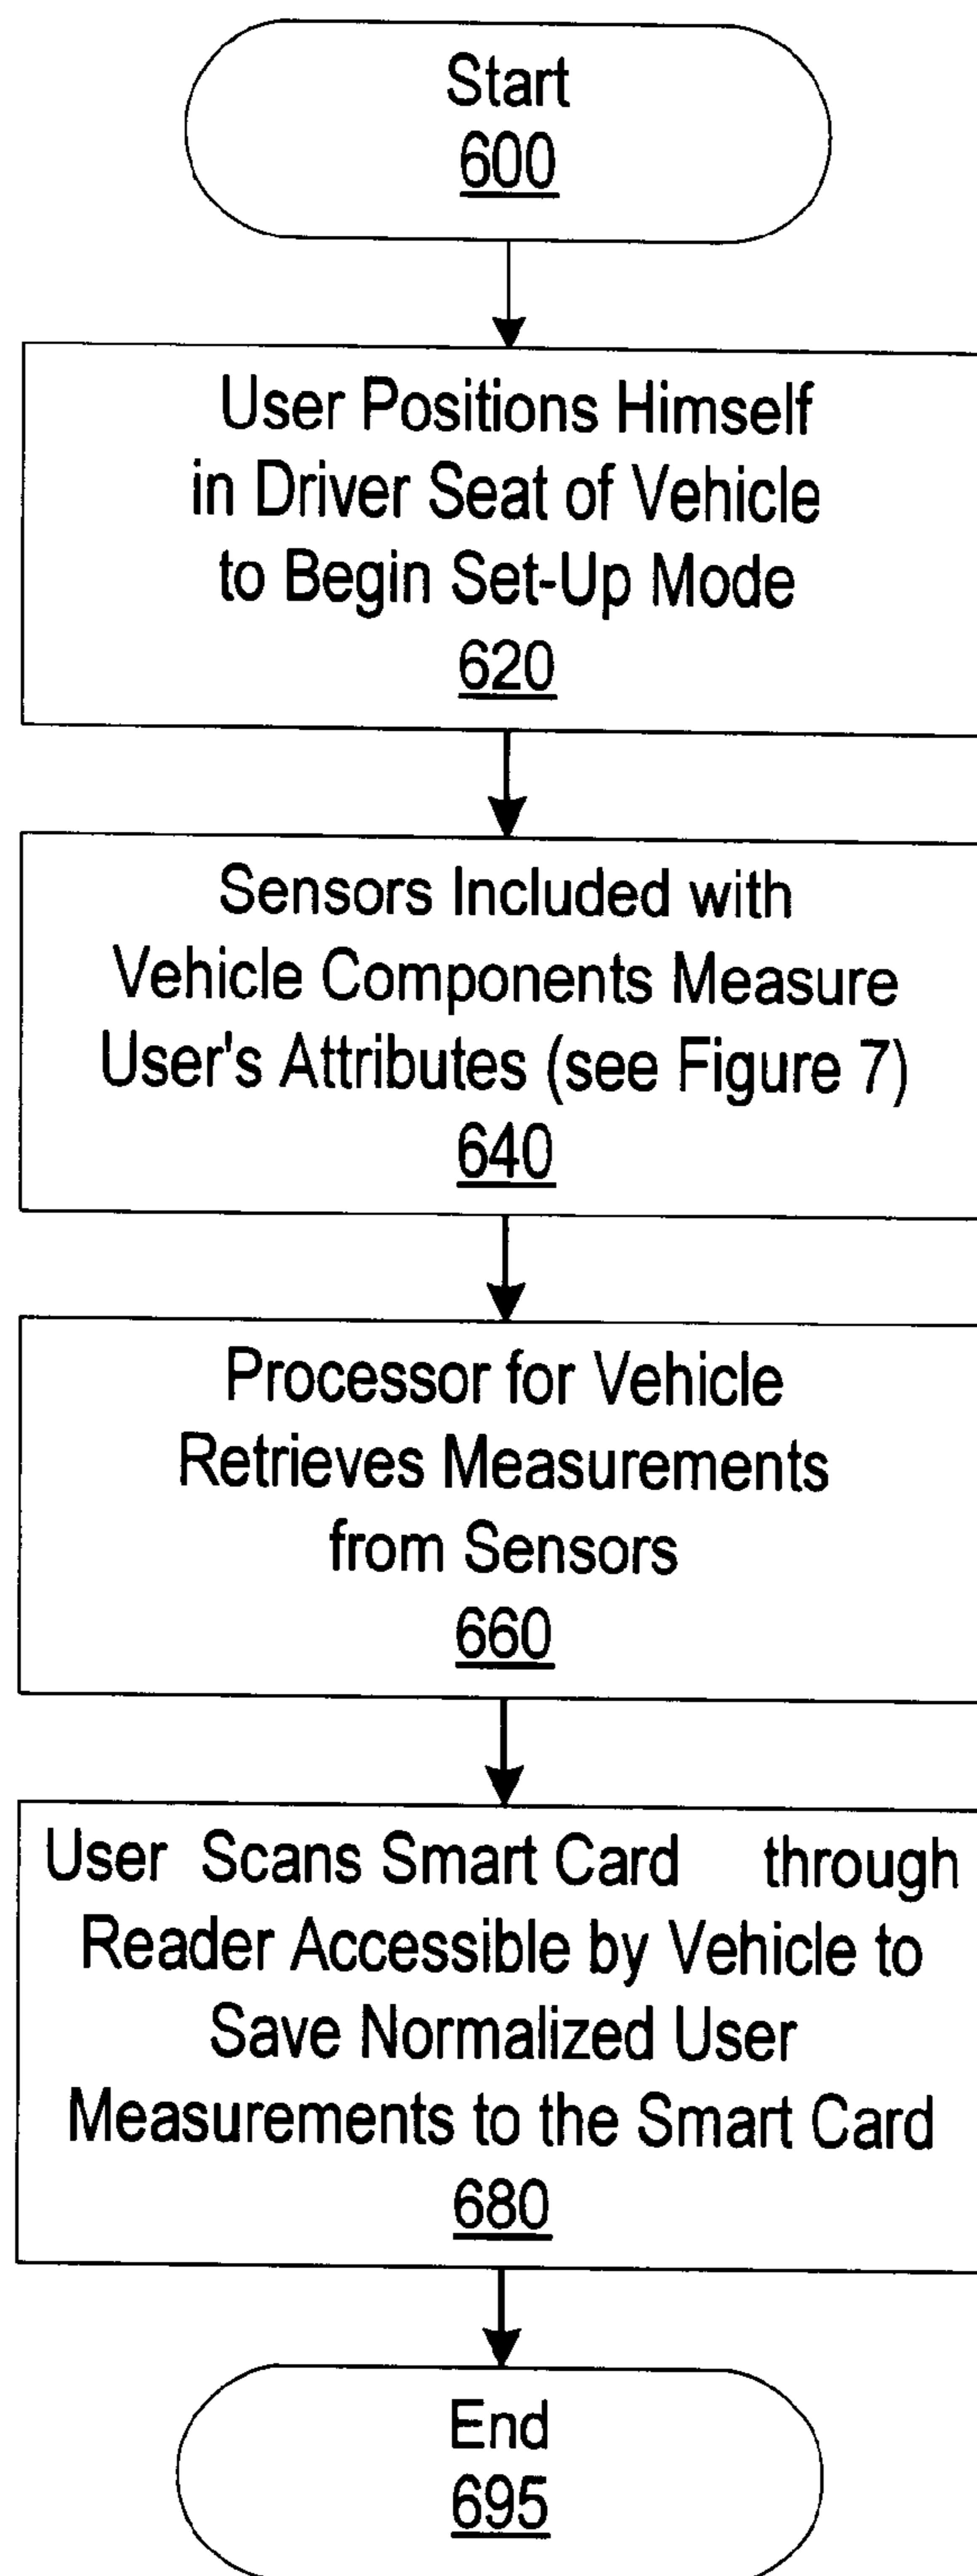 Start
600
User Positions Himself
in Driver Seat of Vehicle
to Begin Set-Up Mode
620
Sensors Included with
Vehicle Components Measure
User's Attributes (see Figure 7)
640
Processor for Vehicle
Retrieves Measurements
from Sensors
660
User Scans Smart Card through
Reader Accessible by Vehicle to
Save Normalized User
Measurements to the Smart Card
680
End
695